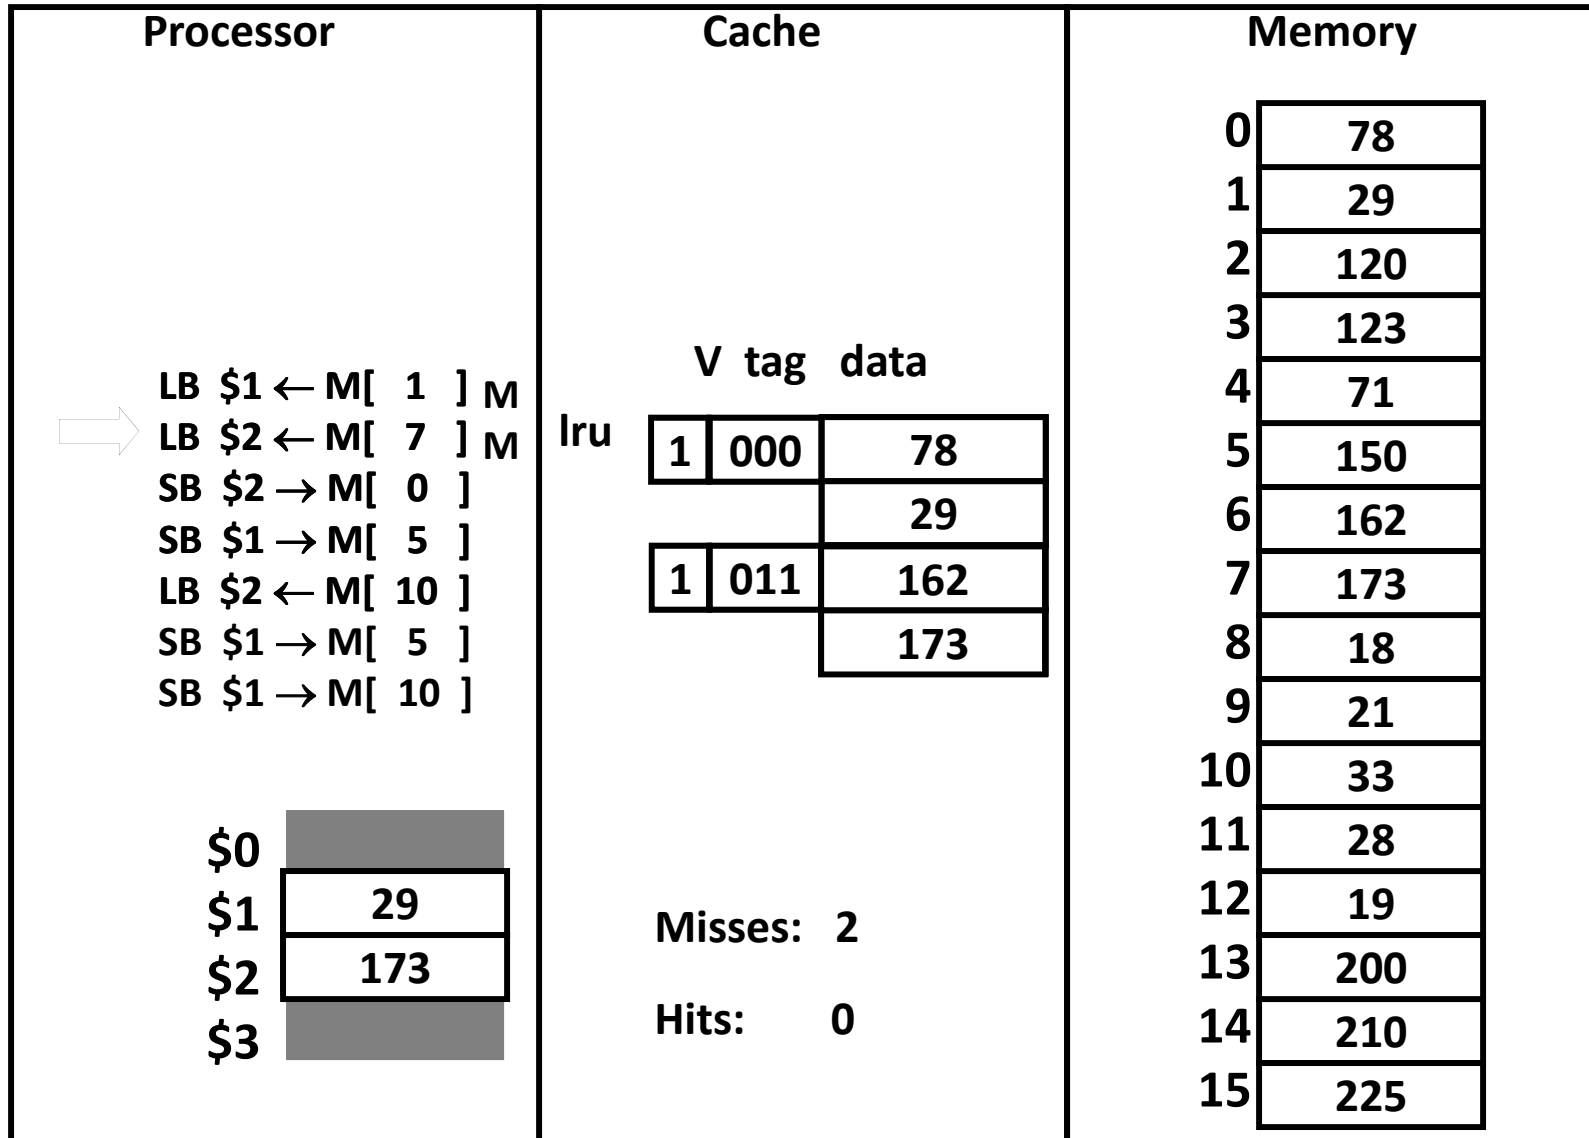 Processor
LB $1 ← M[ 1 ] M
LB $2 ← M[ 7 ] M
SB $2 → M[ 0 ]
SB $1 → M[ 5 ]
LB $2 ← M[ 10 ]
SB $1 → M[ 5 ]
SB $1 → M[ 10 ]
$0
$1 29
$2 173
$3
Cache
V tag data
lru 1 000 78
29
1 011 162
173
Misses: 2
Hits: 0
Memory
0 78
1 29
2 120
3 123
4 71
5 150
6 162
7 173
8 18
9 21
10 33
11 28
12 19
13 200
14 210
15 225